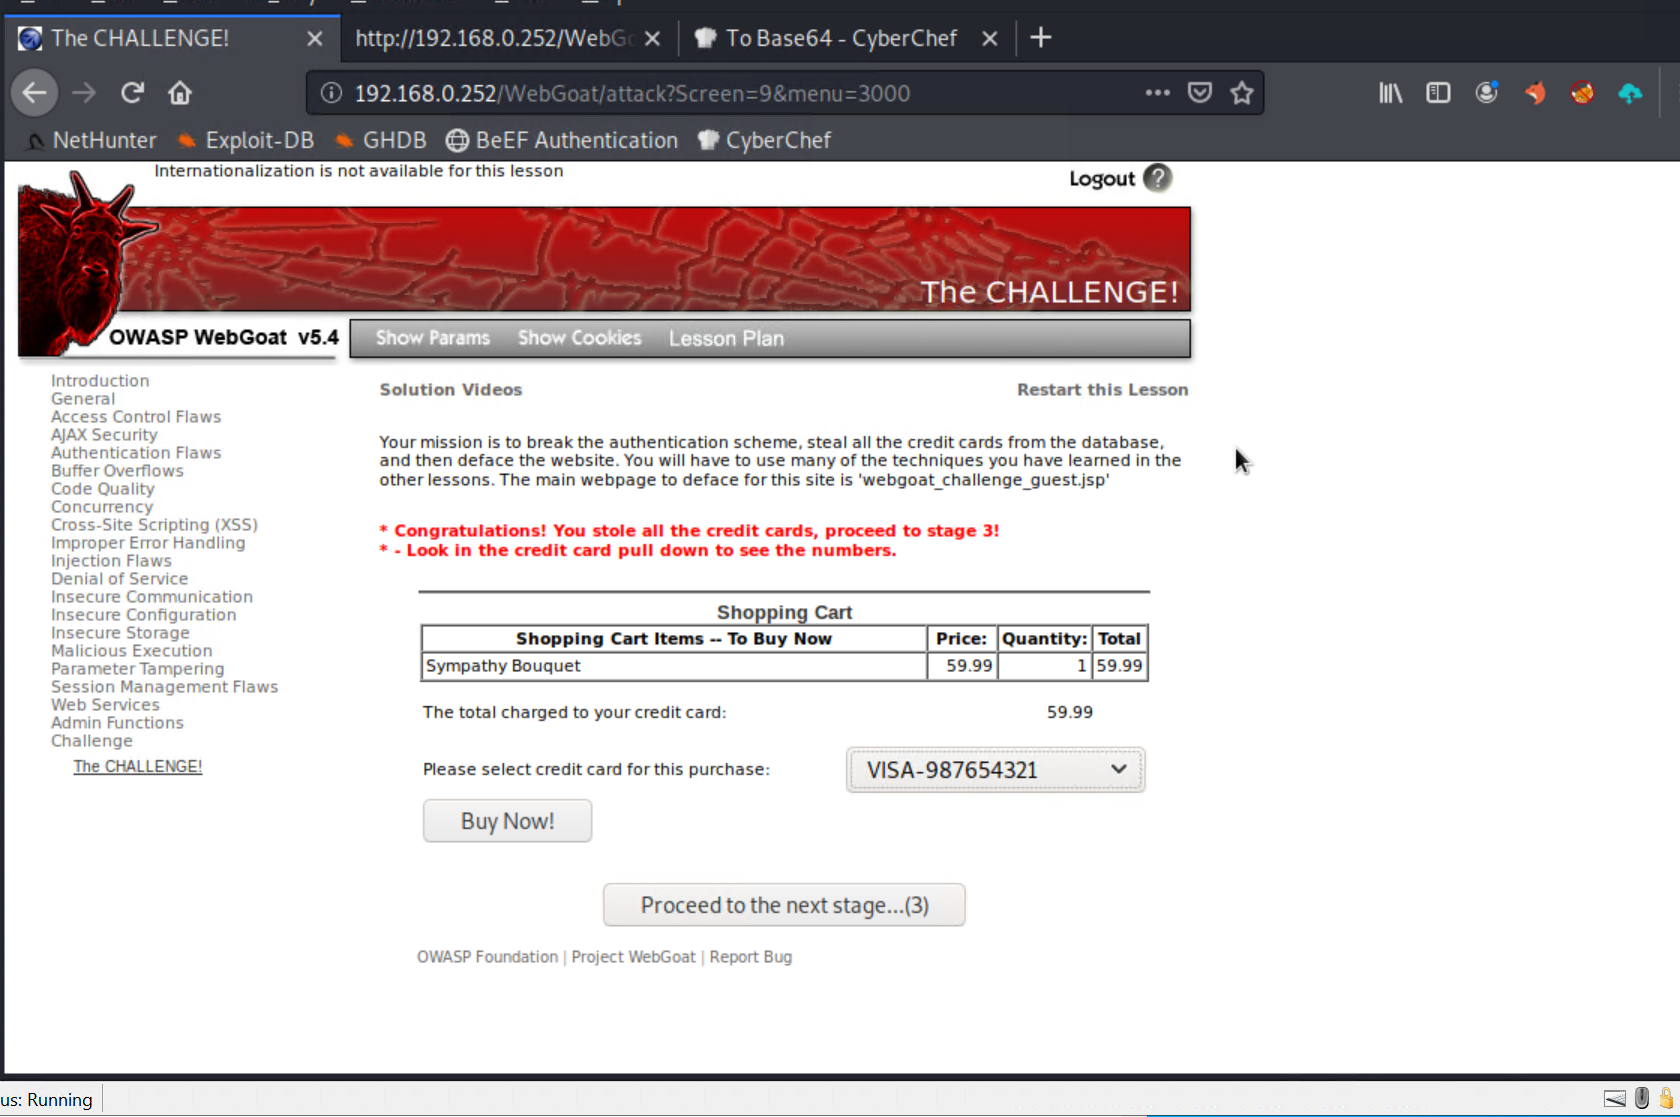 The CHALLENGE!
http://192.168.0.252/WebGo
To Base64 - CyberChef
192.168.0.252/WebGoat/attack?Screen=9&menu=3000
NetHunter
Exploit-DB
GHDB
BeEF Authentication
CyberChef
Internationalization is not available for this lesson
Logout ?
The CHALLENGE!
OWASP WebGoat v5.4
Show Params
Show Cookies
Lesson Plan
Introduction
General
Access Control Flaws
AJAX Security
Authentication Flaws
Buffer Overflows
Code Quality
Concurrency
Cross-Site Scripting (XSS)
Improper Error Handling
Injection Flaws
Denial of Service
Insecure Communication
Insecure Configuration
Insecure Storage
Malicious Execution
Parameter Tampering
Session Management Flaws
Web Services
Admin Functions
Challenge
The CHALLENGE!
Solution Videos
Restart this Lesson
Your mission is to break the authentication scheme, steal all the credit cards from the database,
and then deface the website. You will have to use many of the techniques you have learned in the
other lessons. The main webpage to deface for this site is 'webgoat_challenge_guest.jsp'
* Congratulations! You stole all the credit cards, proceed to stage 3!
* - Look in the credit card pull down to see the numbers.
Shopping Cart
Shopping Cart Items -- To Buy Now Price: Quantity: Total
Sympathy Bouquet 59.99 1 59.99
The total charged to your credit card: 59.99
Please select credit card for this purchase: VISA-987654321
Buy Now!
Proceed to the next stage...(3)
OWASP Foundation | Project WebGoat | Report Bug
us: Running